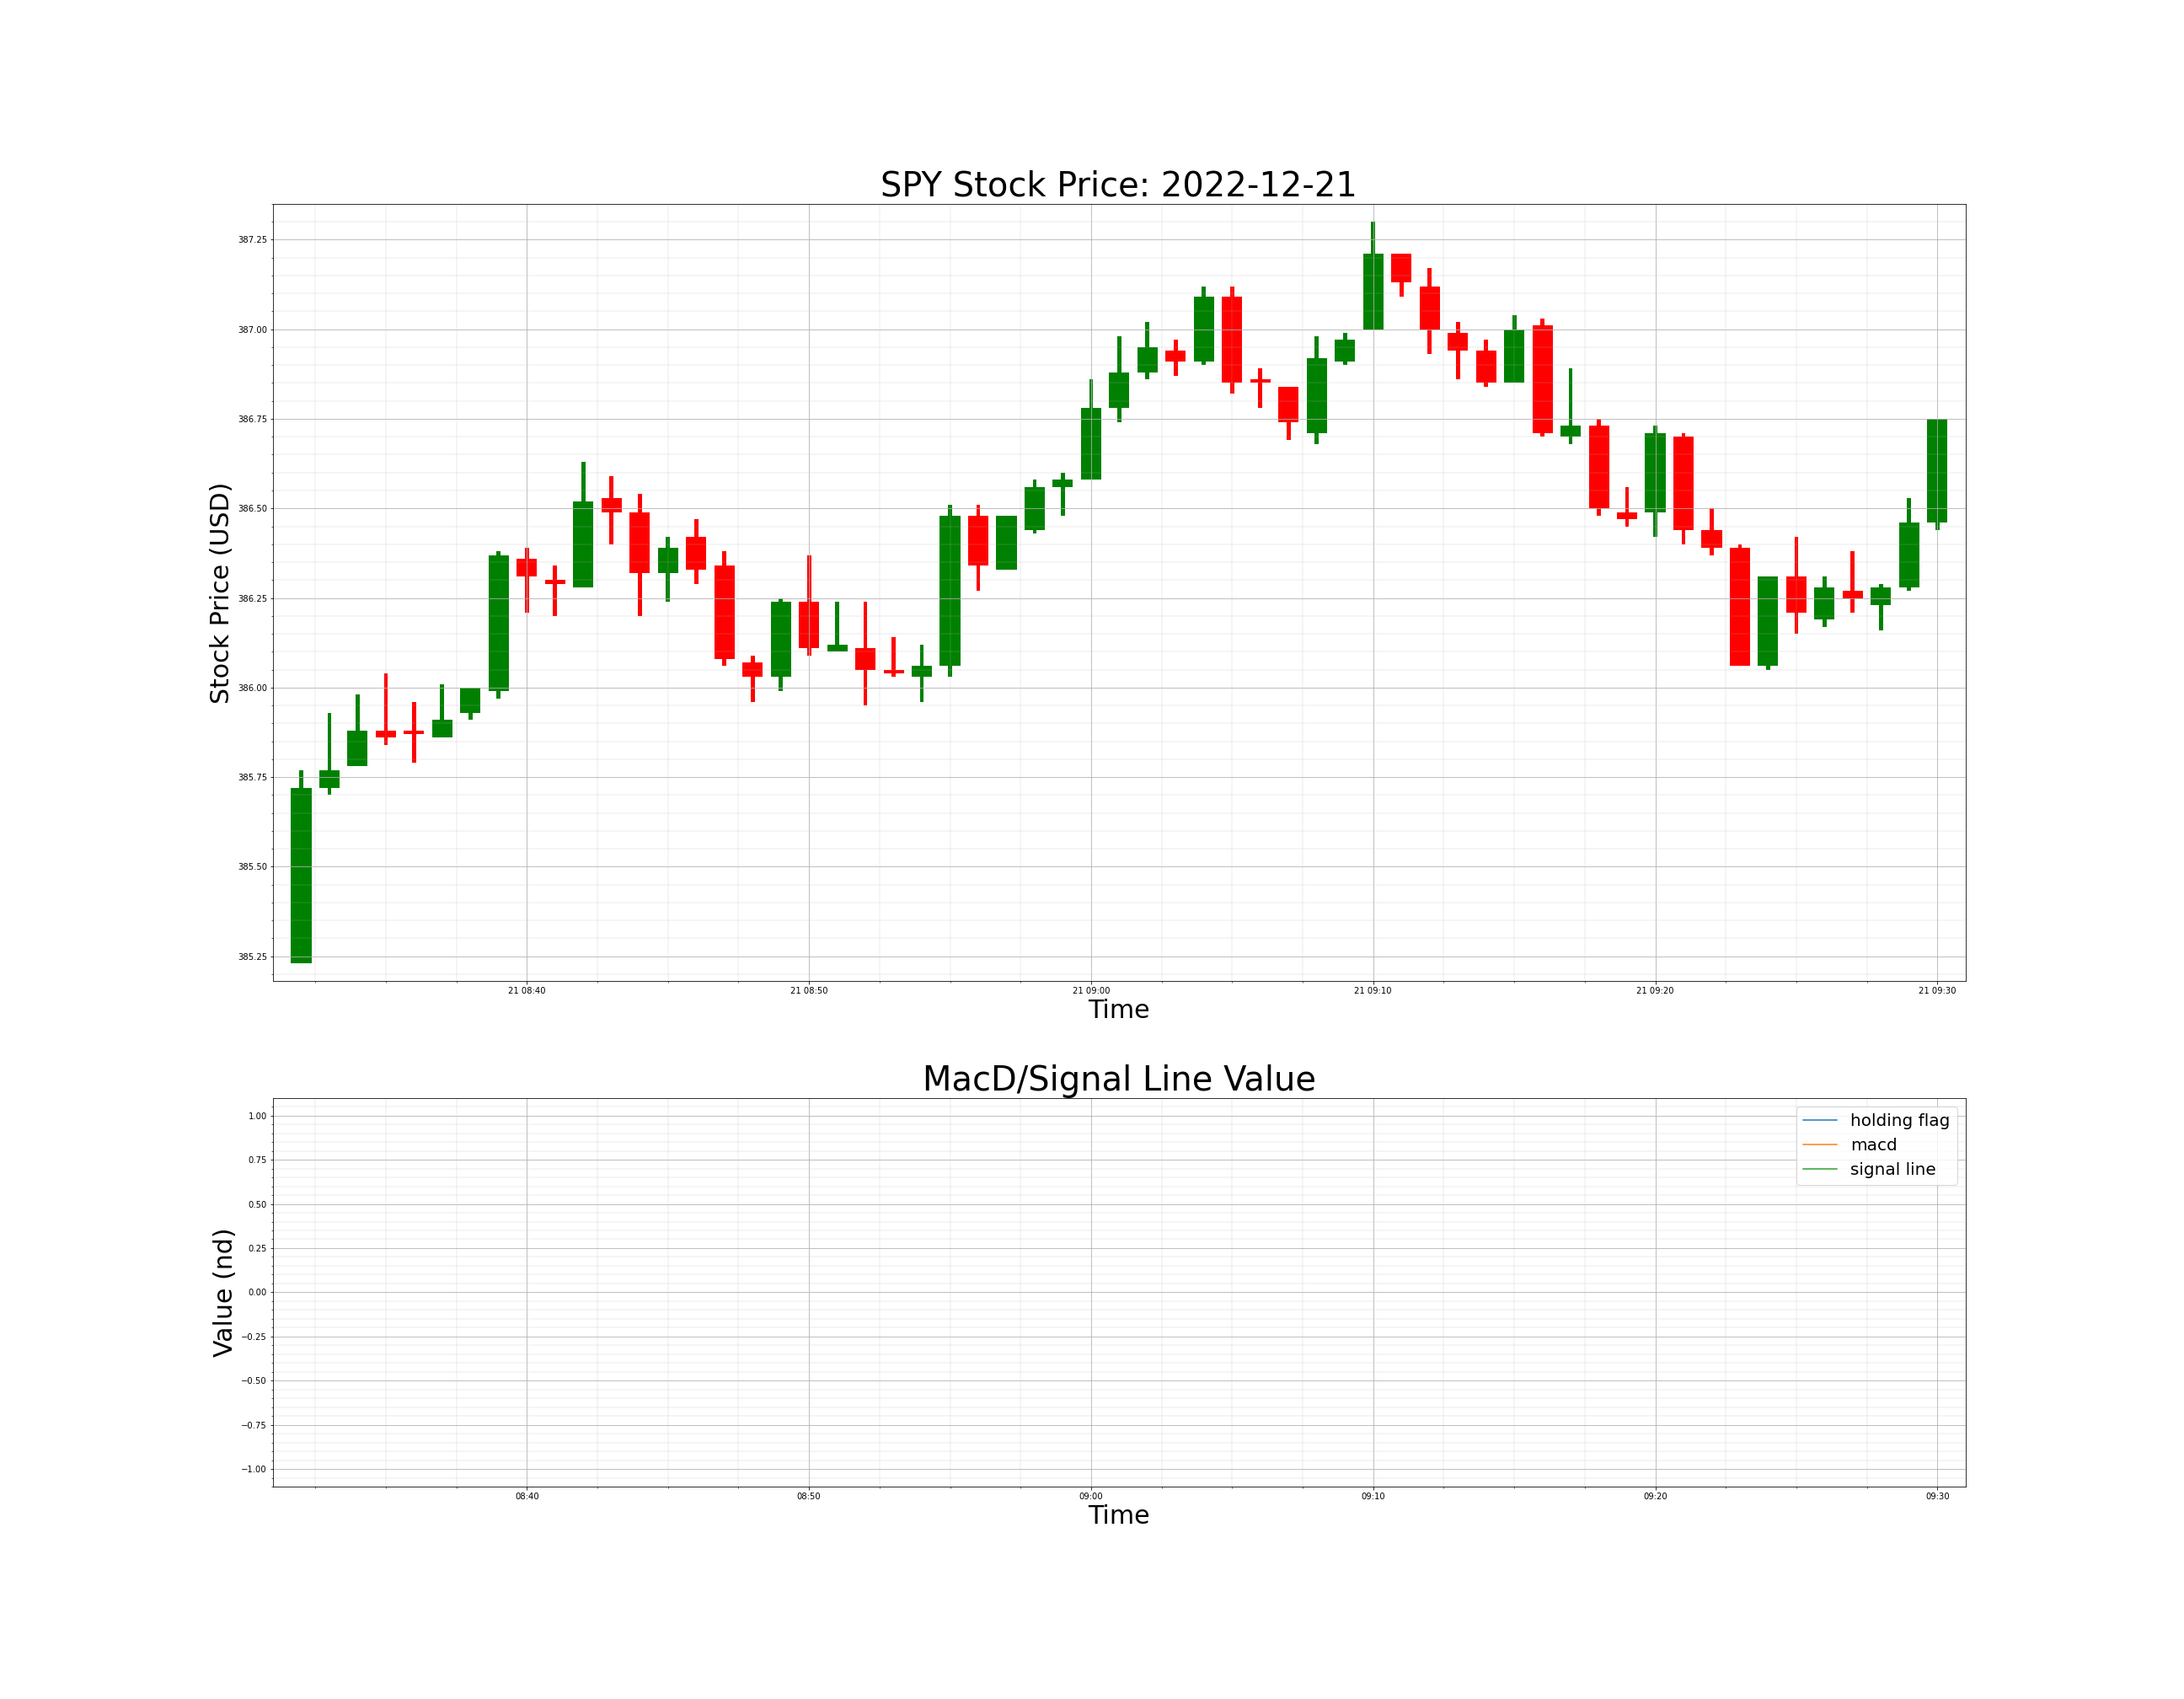 SPY Stock Price: 2022-12-21
Stock Price (USD)
387.25
387.00
386.75
386.50
386.25
386.00
385.75
385.50
385.25
21 08:40 21 08:50 21 09:00 21 09:10 21 09:20 21 09:30
Time
MacD/Signal Line Value
Value (nd)
1.00
0.75
0.50
0.25
0.00
−0.25
−0.50
−0.75
−1.00
holding flag
macd
signal line
08:40 08:50 09:00 09:10 09:20 09:30
Time